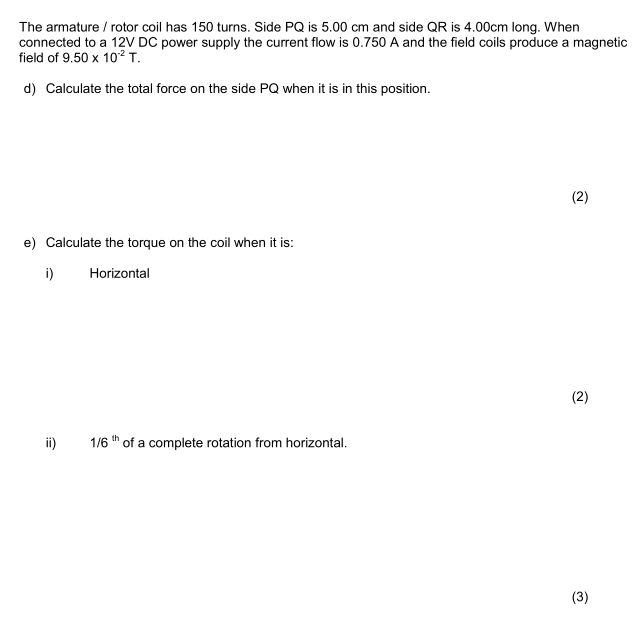 The armature / rotor coil has 150 turns. Side PQ is 5.00 cm and side QR is 4.00cm long. When
connected to a 12V DC power supply the current flow is 0.750 A and the field coils produce a magnetic
field of 9.50 x 10⁻² T.
d) Calculate the total force on the side PQ when it is in this position.
(2)
e) Calculate the torque on the coil when it is:
i) Horizontal
(2)
ii) 1/6 ᵗʰ of a complete rotation from horizontal.
(3)